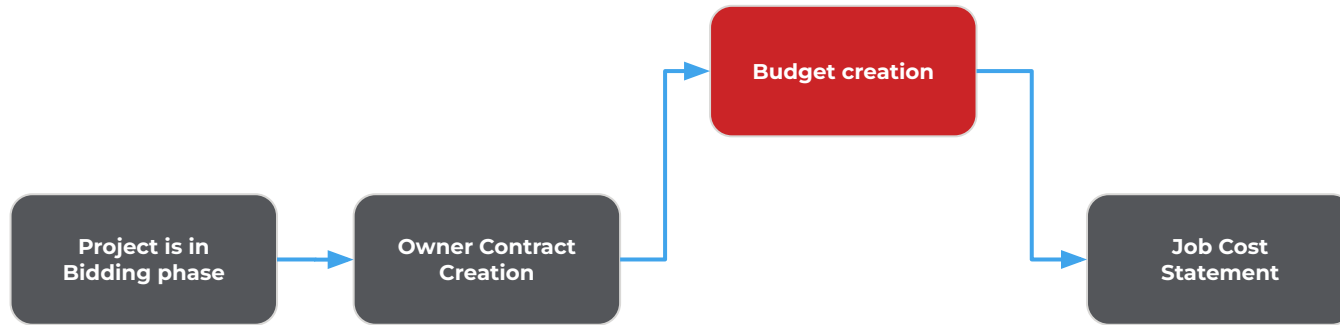 Budget creation
Project is in
Bidding phase
Owner Contract
Creation
Job Cost
Statement